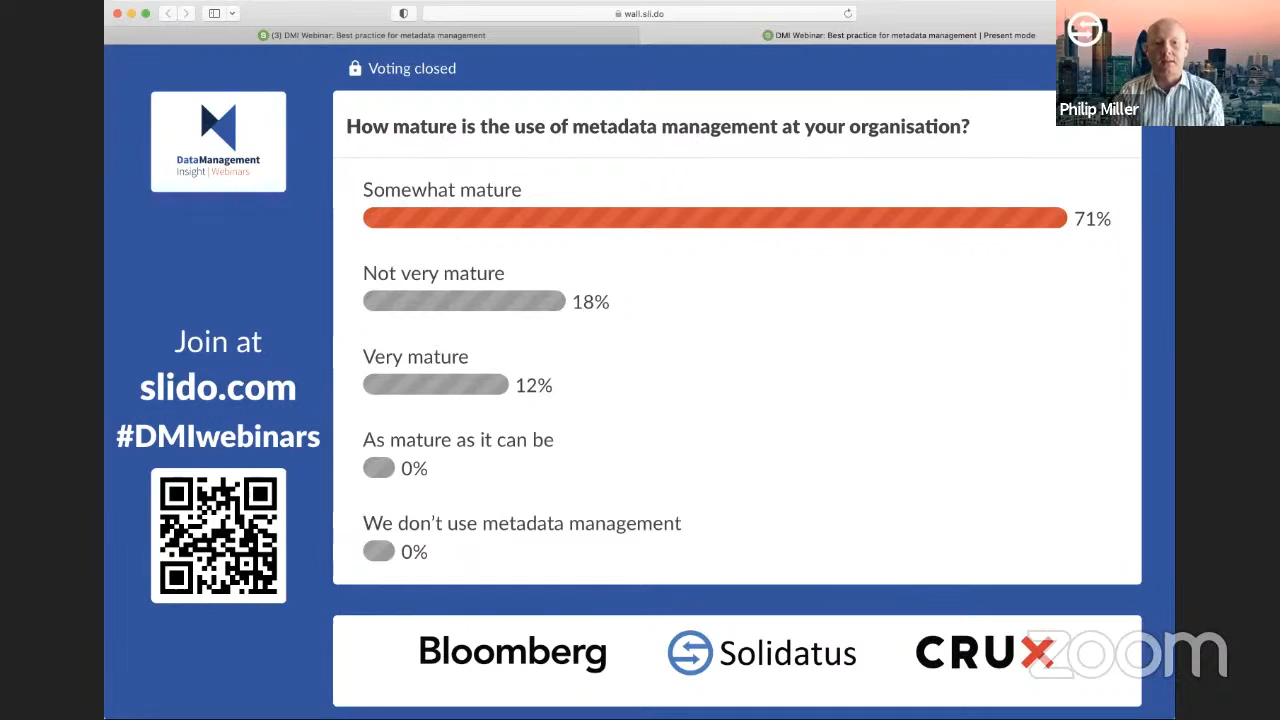 wall.sli.do
(3) DMI Webinar: Best practice for metadata management
DMI Webinar: Best practice for metadata management | Present mode
Philip Miller
Voting closed
DataManagement
Insight | Webinars
How mature is the use of metadata management at your organisation?
Somewhat mature
71%
Not very mature
18%
Very mature
12%
As mature as it can be
0%
We don’t use metadata management
0%
Join at
slido.com
#DMIwebinars
Bloomberg
Solidatus
CRUX
zoom